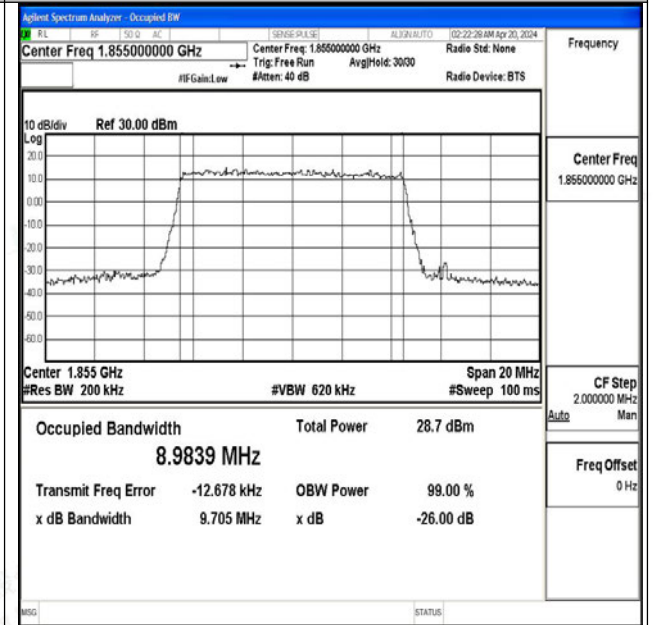 Agilent Spectrum Analyzer - Occupied BW
RL RF 50 Ω AC SENSE:PULSE ALIGN AUTO 02:22:28 AM Apr 20, 2024
Center Freq 1.855000000 GHz
Center Freq: 1.855000000 GHz Radio Std: None
Trig: Free Run Avg|Hold: 30/30
#IFGain:Low #Atten: 40 dB Radio Device: BTS
Frequency
10 dB/div Ref 30.00 dBm
Log
20.0
10.0
0.00
-10.0
-20.0
-30.0
-40.0
-50.0
-60.0
Center 1.855 GHz Span 20 MHz
#Res BW 200 kHz #VBW 620 kHz #Sweep 100 ms
Occupied Bandwidth Total Power 28.7 dBm
8.9839 MHz
Transmit Freq Error -12.678 kHz OBW Power 99.00 %
x dB Bandwidth 9.705 MHz x dB -26.00 dB
Center Freq
1.855000000 GHz
CF Step
2.000000 MHz
Auto Man
Freq Offset
0 Hz
MSG STATUS